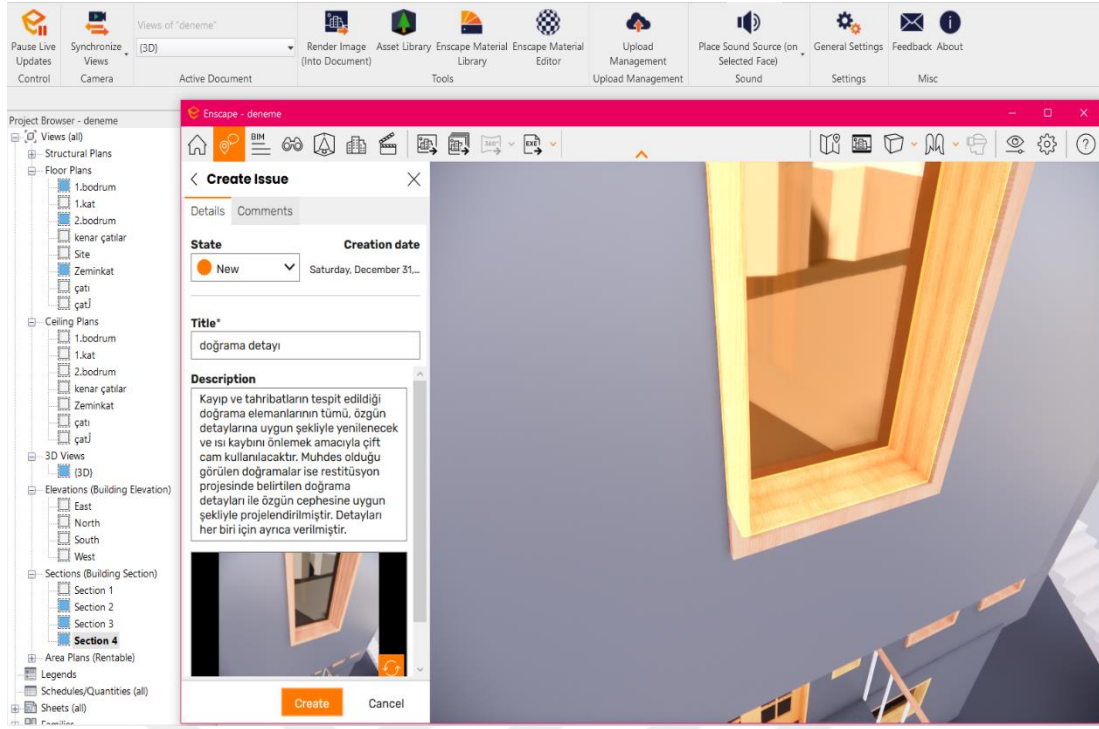 Pause Live Updates
Synchronize Views
Views of "deneme"
{3D}
Render Image (Into Document)
Asset Library
Enscape Material Library
Enscape Material Editor
Upload Management
Place Sound Source (on Selected Face)
General Settings
Feedback
About
Control
Camera
Active Document
Tools
Upload Management
Sound
Settings
Misc
Project Browser - deneme
Views (all)
Structural Plans
Floor Plans
1.bodrum
1.kat
2.bodrum
kenar çatılar
Site
Zeminkat
çatı
çatJ
Ceiling Plans
1.bodrum
1.kat
2.bodrum
kenar çatılar
Zeminkat
çatı
çatJ
3D Views
{3D}
Elevations (Building Elevation)
East
North
South
West
Sections (Building Section)
Section 1
Section 2
Section 3
Section 4
Area Plans (Rentable)
Legends
Schedules/Quantities (all)
Sheets (all)
Families
Enscape - deneme
BIM
360°
EXE
Create Issue
Details
Comments
State
Creation date
New
Saturday, December 31,...
Title*
doğrama detayı
Description
Kayıp ve tahribatların tespit edildiği
doğrama elemanlarının tümü, özgün
detaylarına uygun şekliyle yenilenecek
ve ısı kaybını önlemek amacıyla çift
cam kullanılacaktır. Muhdes olduğu
görülen doğramalar ise restitüsyon
projesinde belirtilen doğrama
detayları ile özgün cephesine uygun
şekliyle projelendirilmiştir. Detayları
her biri için ayrıca verilmiştir.
Create
Cancel